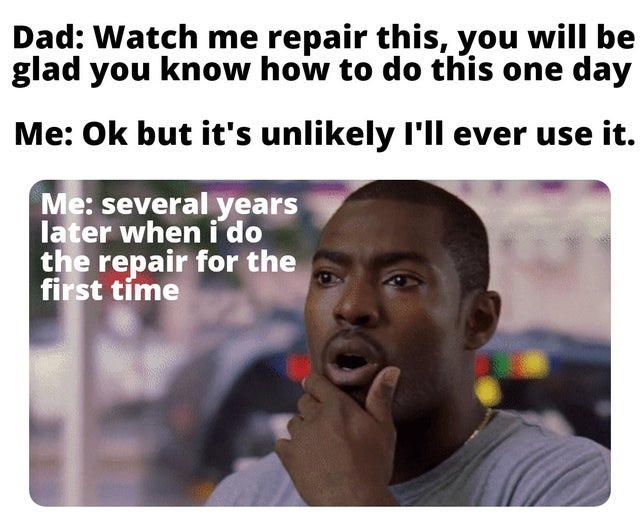 Dad: Watch me repair this, you will be
glad you know how to do this one day
Me: Ok but it's unlikely I'll ever use it.
Me: several years
later when i do
the repair for the
first time